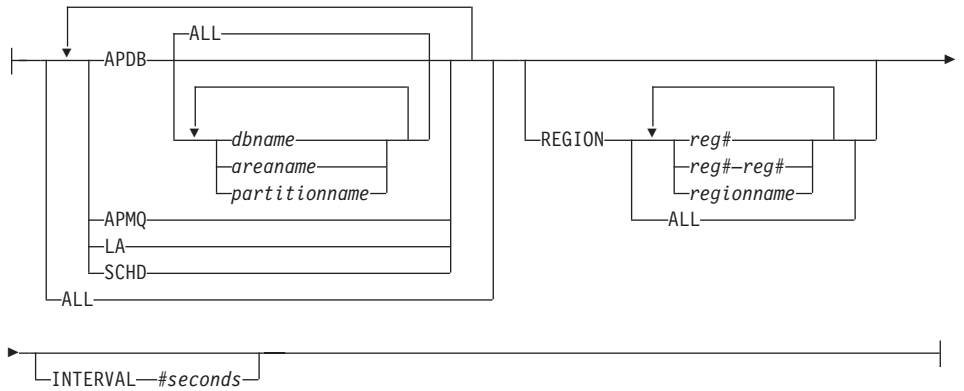 ALL
APDB
dbname
areaname
partitionname
APMQ
LA
SCHD
ALL
REGION
reg#
reg#–reg#
regionname
ALL
INTERVAL #seconds